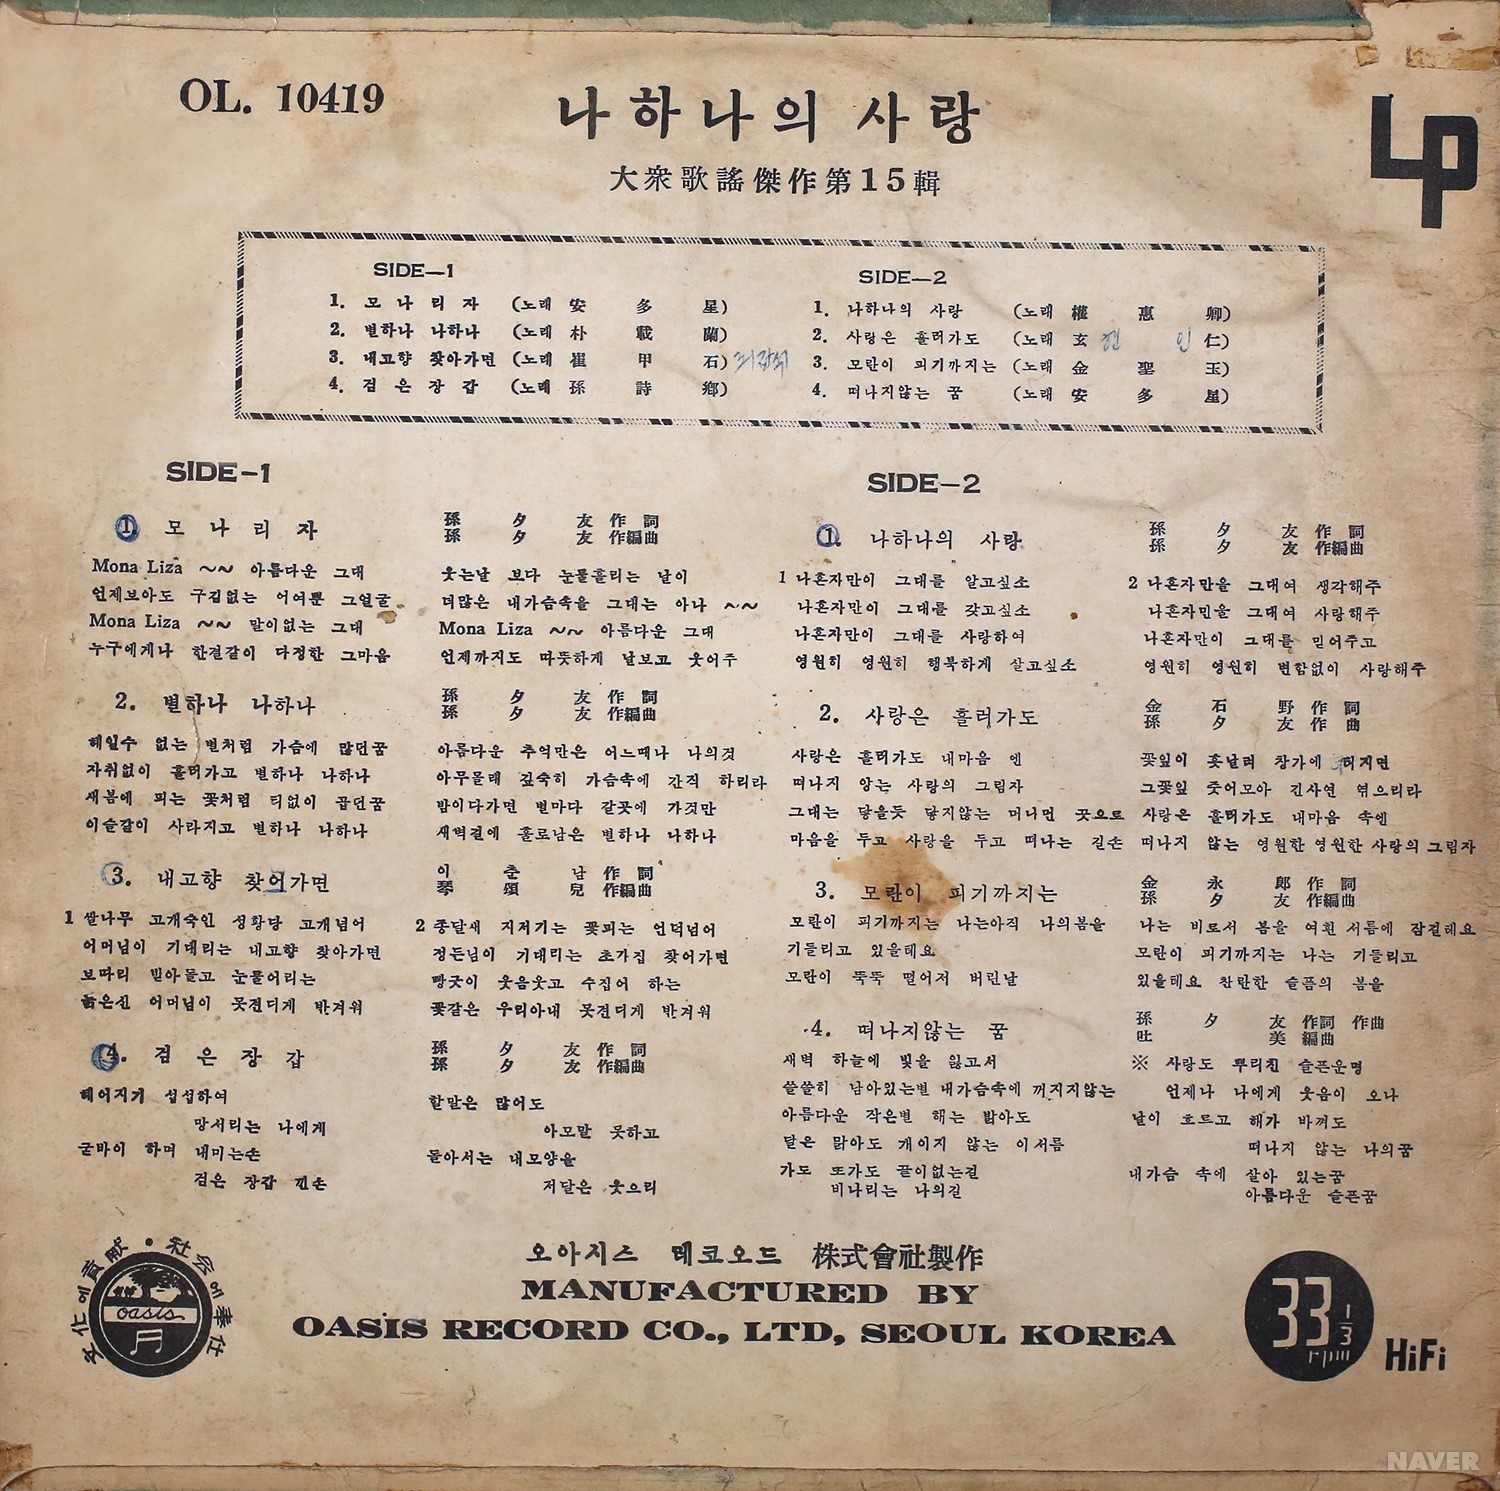 OL. 10419
나하나의 사랑
大衆歌謠傑作第15輯
LP
SIDE-1
1. 모나리자 (노래 安多星)
2. 별하나 나하나 (노래 朴載蘭)
3. 내고향 찾아가면 (노래 崔甲石)
4. 검은장갑 (노래 孫詩鄕)
SIDE-2
1. 나하나의 사랑 (노래 權惠卿)
2. 사랑은 흘러가도 (노래 玄仁) 현인
3. 모란이 피기까지는 (노래 金聖玉)
4. 떠나지않는 꿈 (노래 安多星)
SIDE-1
1. 모나리자
孫夕友 作詞
孫夕友 作編曲
Mona Liza ~~ 아름다운 그대
언제보아도 구김없는 어여뿐 그얼굴
Mona Liza ~~ 말이없는 그대
누구에게나 한결같이 다정한 그마음
웃는날 보다 눈물흘리는 날이
더많은 내가슴속을 그대는 아나 ~~
Mona Liza ~~ 아름다운 그대
언제까지도 따뜻하게 날보고 웃어주
2. 별하나 나하나
孫夕友 作詞
孫夕友 作編曲
헤일수 없는 별처럼 가슴에 많던꿈
자취없이 흘러가고 별하나 나하나
새봄에 피는 꽃처럼 티없이 곱던꿈
이슬같이 사라지고 별하나 나하나
아름다운 추억만은 어느때나 나의것
아무몰래 깊숙히 가슴속에 간직 하리라
밤이다가면 별마다 갈곳에 가것만
새벽길에 홀로남은 별하나 나하나
3. 내고향 찾어가면
이춘남 作詞
琴頌兒 作編曲
1 쌀나무 고개숙인 성황당 고개넘어
어머님이 기대리는 내고향 찾아가면
보따리 받아들고 눈물어리는
늙은신 어머님이 못견디게 반겨워
2 종달새 지저기는 꽃피는 언덕넘어
정든님이 기대리는 초가집 찾어가면
빵긋이 웃음웃고 수집어 하는
꽃같은 우리아내 못견디게 반겨워
4. 검은장갑
孫夕友 作詞
孫夕友 作編曲
헤어지기 섭섭하여
망서리는 나에게
굳바이 하며 내미는손
검은 장갑 낀손
할말은 많어도
아모말 못하고
돌아서는 내모양을
저달은 웃으리
SIDE-2
1. 나하나의 사랑
孫夕友 作詞
孫夕友 作編曲
1 나혼자만이 그대를 알고싶소
나혼자만이 그대를 갖고싶소
나혼자만이 그대를 사랑하여
영원히 영원히 행복하게 살고싶소
2 나혼자만을 그대여 생각해주
나혼자민을 그대여 사랑해주
나혼자만이 그대를 믿어주고
영원히 영원히 변함없이 사랑해주
2. 사랑은 흘러가도
金石野 作詞
孫夕友 作曲
사랑은 흘러가도 내마음 엔
떠나지 않는 사랑의 그림자
그대는 닿을듯 닿지않는 머나먼 곳으로
마음을 두고 사랑을 두고 떠나는 길손
꽃잎이 흣날려 창가에 터지면
그꽃잎 줏어모아 긴사연 엮으리라
사랑은 흘러가도 내마음 속엔
떠나지 않는 영원한 영원한 사랑의 그림자
3. 모란이 피기까지는
金永郎 作詞
孫夕友 作編曲
모란이 피기까지는 나는아직 나의봄을
기둘리고 있을테요
모란이 뚝뚝 떨어저 버린날
나는 비로서 봄을 여흰 서름에 잠길테요
모란이 피기까지는 나는 기둘리고
있을테요 찬란한 슬픔의 봄을
4. 떠나지않는 꿈
孫夕友 作詞 作曲
吐美 編曲
새벽 하늘에 빛을 잃고서
쓸쓸히 남아있는별 내가슴속에 꺼지지않는
아름다운 작은별 해는 밟아도
달은 맑아도 개이지 않는 이서름
가도 또가도 끝이없는길
비나리는 나의길
※ 사랑도 뿌리친 슬픈운명
언제나 나에게 웃음이 오나
날이 흐르고 해가 바껴도
떠나지 않는 나의꿈
내가슴 속에 살아 있는꿈
아름다운 슬픈꿈
文化에貢献・社会에奉仕
oasis
오아시스 레코오드 株式會社製作
MANUFACTURED BY
OASIS RECORD CO., LTD, SEOUL KOREA
33 1/3 rpm
HiFi
NAVER